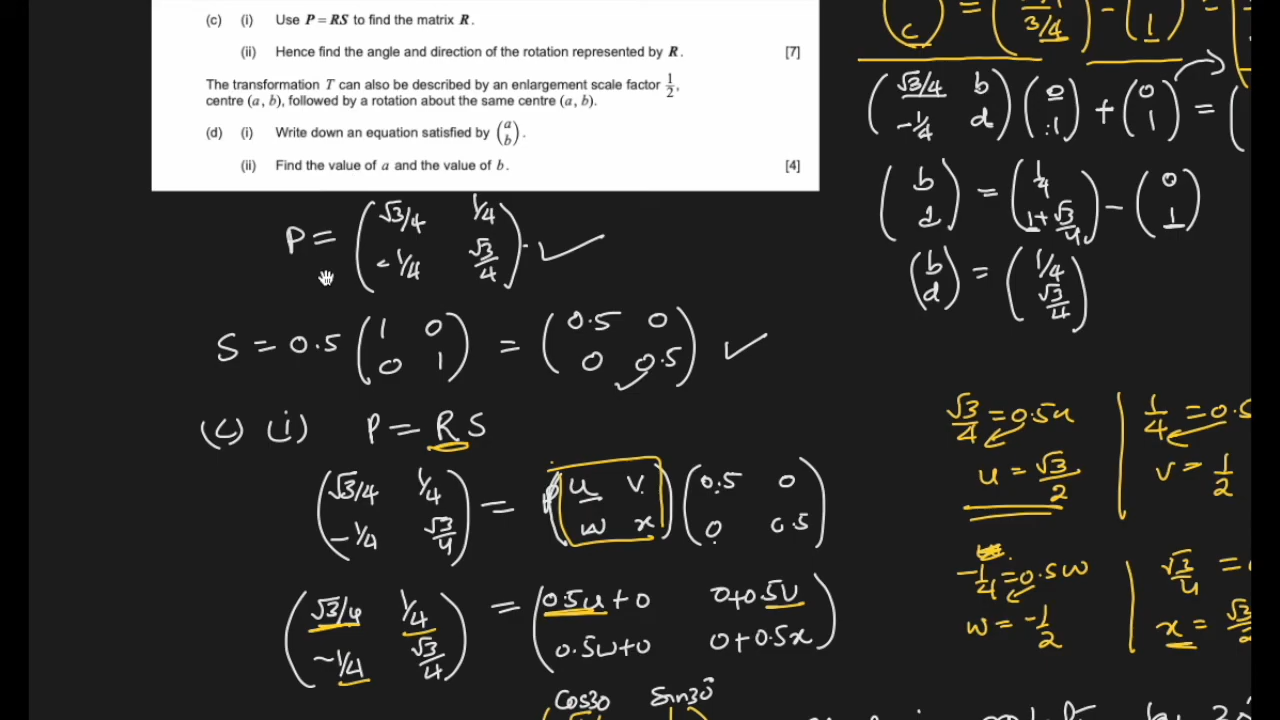 (c) (i) Use P = RS to find the matrix R.
(ii) Hence find the angle and direction of the rotation represented by R. [7]
The transformation T can also be described by an enlargement scale factor 1/2,
centre (a, b), followed by a rotation about the same centre (a, b).
(d) (i) Write down an equation satisfied by (a b).
(ii) Find the value of a and the value of b. [4]
P = (√3/4 1/4
-1/4 √3/4)
S = 0.5 (1 0 = (0.5 0
0 1) 0 0.5)
(c) (i) P = RS
(√3/4 1/4 = (u v (0.5 0
-1/4 √3/4) w x) 0 0.5)
(√3/4 1/4 = (0.5u+0 0+0.5v
-1/4 √3/4) 0.5w+0 0+0.5x)
Cos30 Sin30°
c = 3/4 - 1 =
(√3/4 b (0 + (0 = (
-1/4 d) 1) 1)
(b = (1/4 - (0
d) 1+√3/4) 1)
(b = (1/4
d) √3/4)
√3/4 = 0.5u
u = √3/2
1/4 = 0.5
v = 1/2
-1/4 = 0.5w
w = -1/2
√3/4 =
x = √3/2